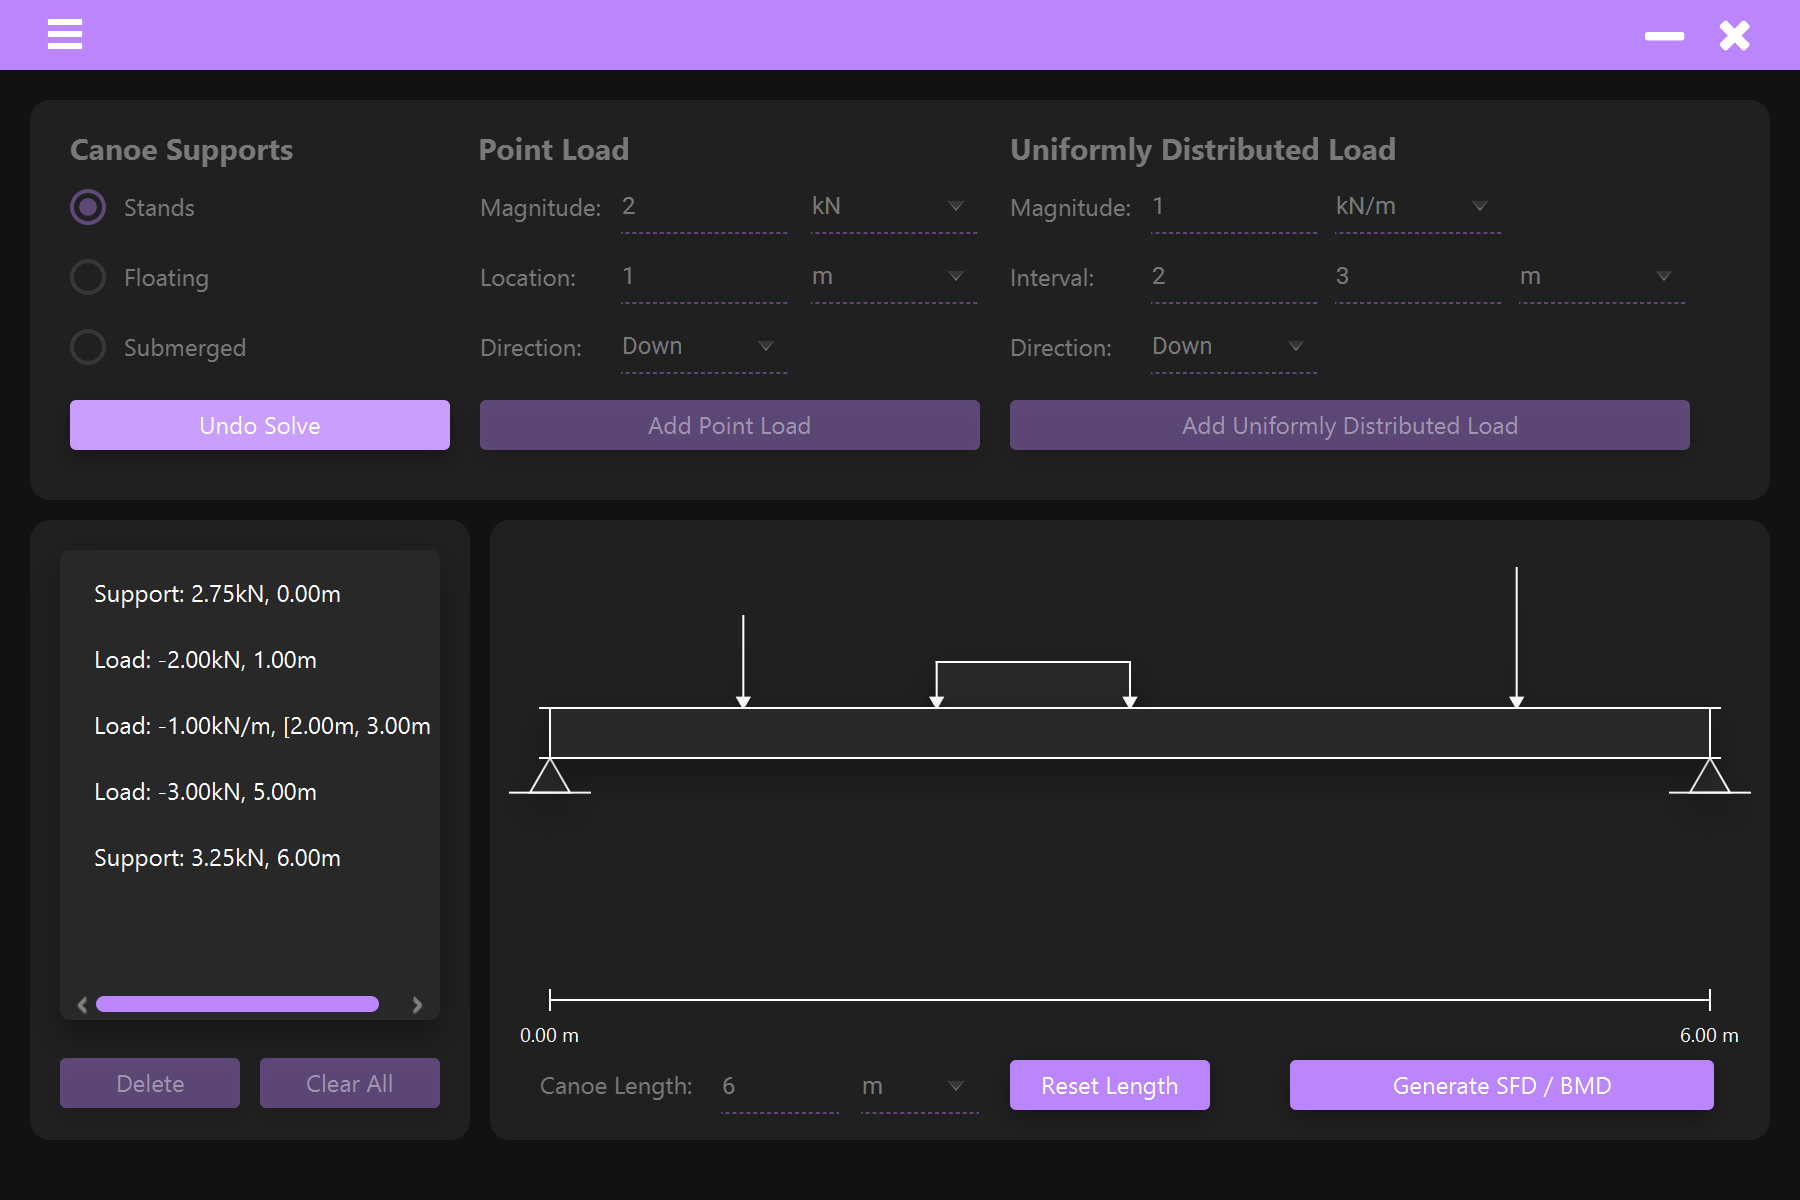 Canoe Supports
Stands
Floating
Submerged
Undo Solve
Point Load
Magnitude: 2 kN
Location: 1 m
Direction: Down
Add Point Load
Uniformly Distributed Load
Magnitude: 1 kN/m
Interval: 2 3 m
Direction: Down
Add Uniformly Distributed Load
Support: 2.75kN, 0.00m
Load: -2.00kN, 1.00m
Load: -1.00kN/m, [2.00m, 3.00m
Load: -3.00kN, 5.00m
Support: 3.25kN, 6.00m
Delete Clear All
0.00 m 6.00 m
Canoe Length: 6 m Reset Length Generate SFD / BMD